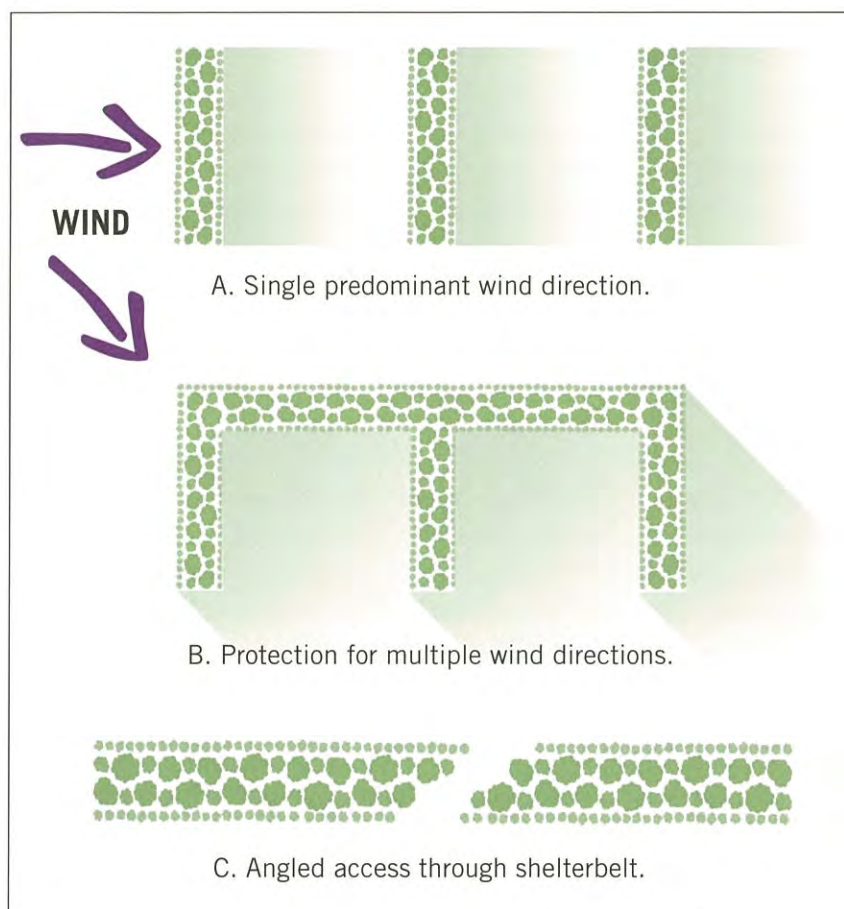 WIND
A. Single predominant wind direction.
B. Protection for multiple wind directions.
C. Angled access through shelterbelt.